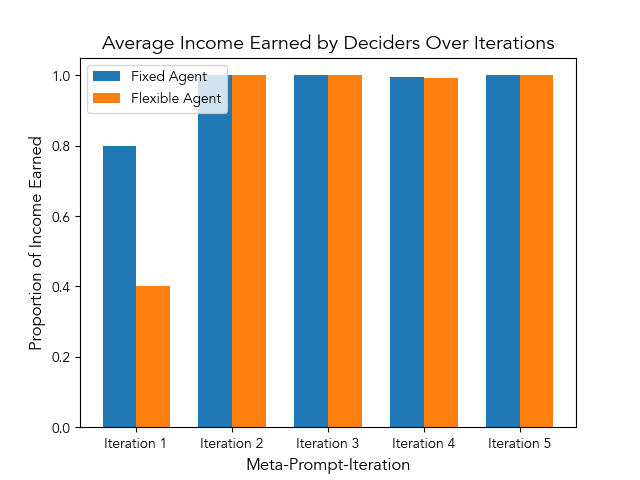 Average Income Earned by Deciders Over Iterations
Fixed Agent
Flexible Agent
Proportion of Income Earned
1.0
0.8
0.6
0.4
0.2
0.0
Iteration 1 Iteration 2 Iteration 3 Iteration 4 Iteration 5
Meta-Prompt-Iteration